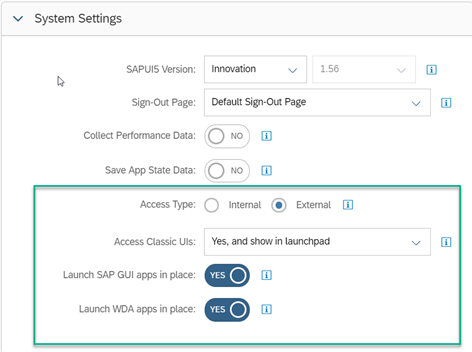 System Settings
SAPUI5 Version: Innovation 1.56
Sign-Out Page: Default Sign-Out Page
Collect Performance Data: NO
Save App State Data: NO
Access Type: Internal External
Access Classic UIs: Yes, and show in launchpad
Launch SAP GUI apps in place: YES
Launch WDA apps in place: YES